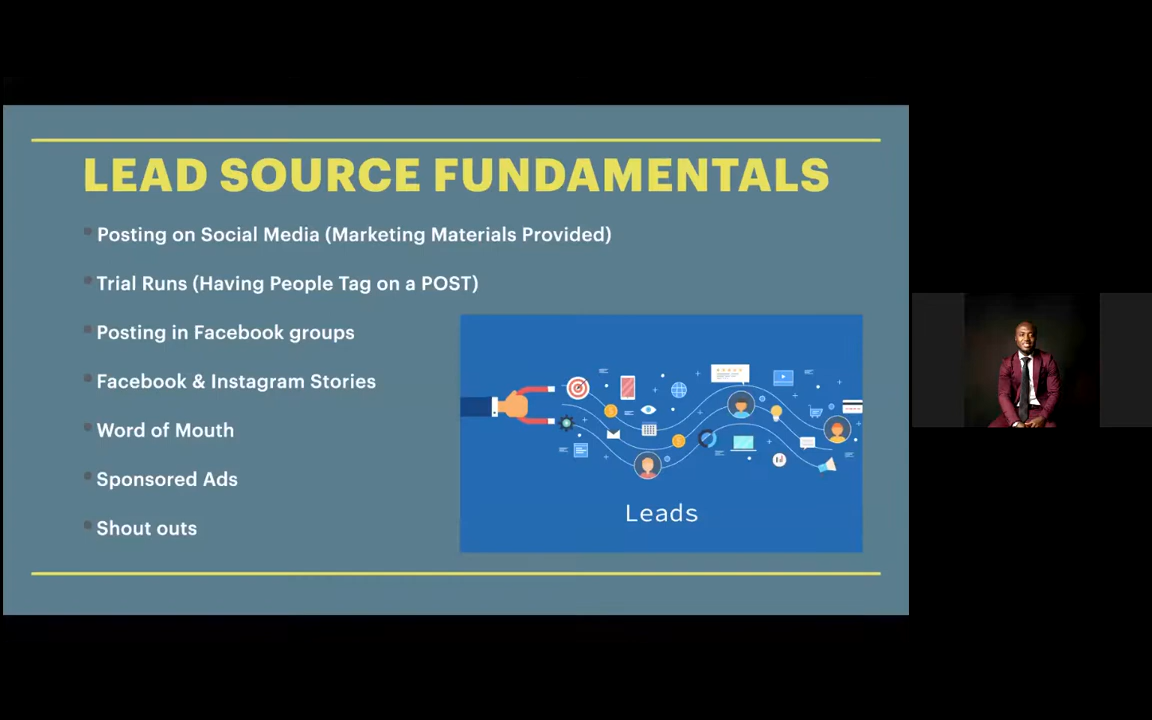 LEAD SOURCE FUNDAMENTALS
Posting on Social Media (Marketing Materials Provided)
Trial Runs (Having People Tag on a POST)
Posting in Facebook groups
Facebook & Instagram Stories
Word of Mouth
Sponsored Ads
Shout outs
Leads